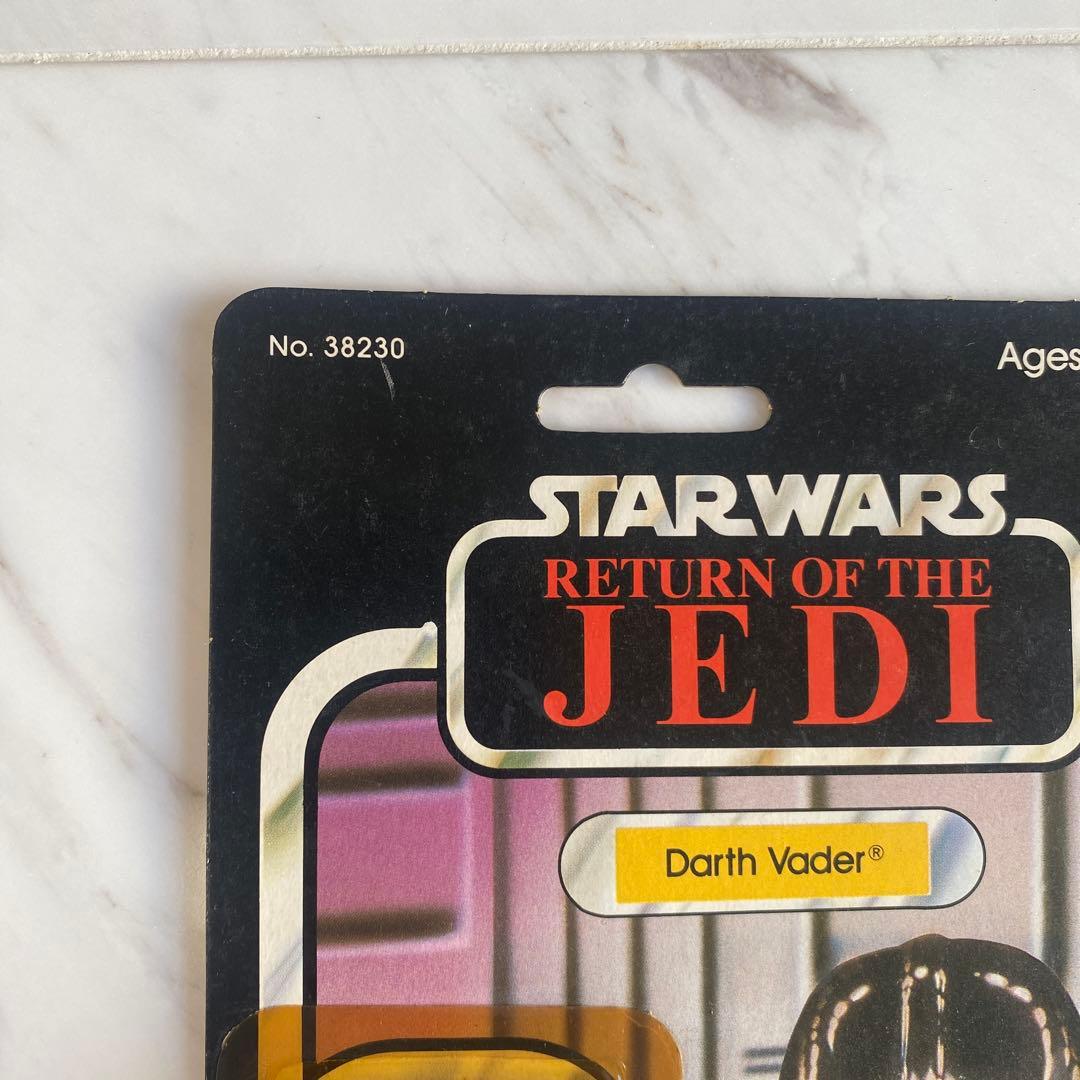 No. 38230
Ages
STAR WARS
RETURN OF THE
JEDI
Darth Vader®